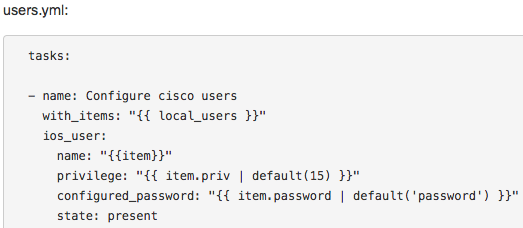 users.yml:
tasks:
- name: Configure cisco users
with_items: "{{ local_users }}"
ios_user:
name: "{{item}}"
privilege: "{{ item.priv | default(15) }}"
configured_password: "{{ item.password | default('password') }}"
state: present